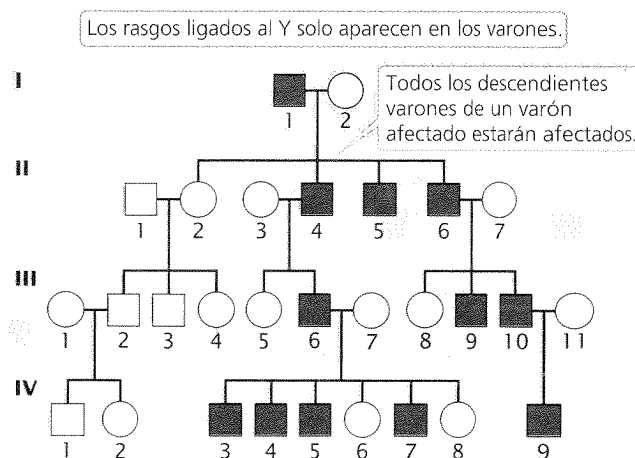 Los rasgos ligados al Y solo aparecen en los varones.
I
1 2
Todos los descendientes
varones de un varón
afectado estarán afectados.
II
1 2 3 4 5 6 7
III
1 2 3 4 5 6 7 8 9 10 11
IV
1 2 3 4 5 6 7 8 9